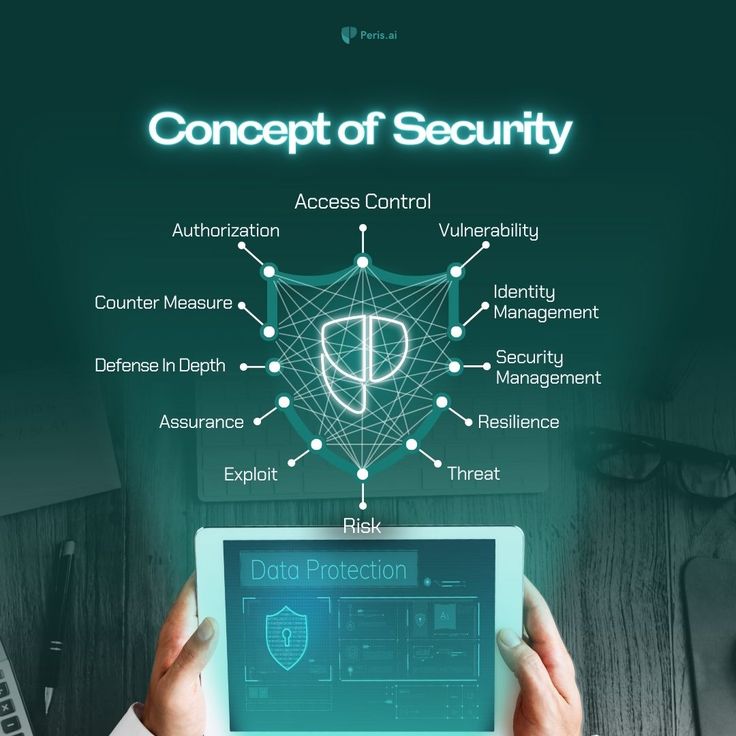 Peris.ai
Concept of Security
Access Control
Authorization
Vulnerability
Counter Measure
Identity
Management
Defense In Depth
Security
Management
Assurance
Resilience
Exploit
Threat
Risk
Data Protection